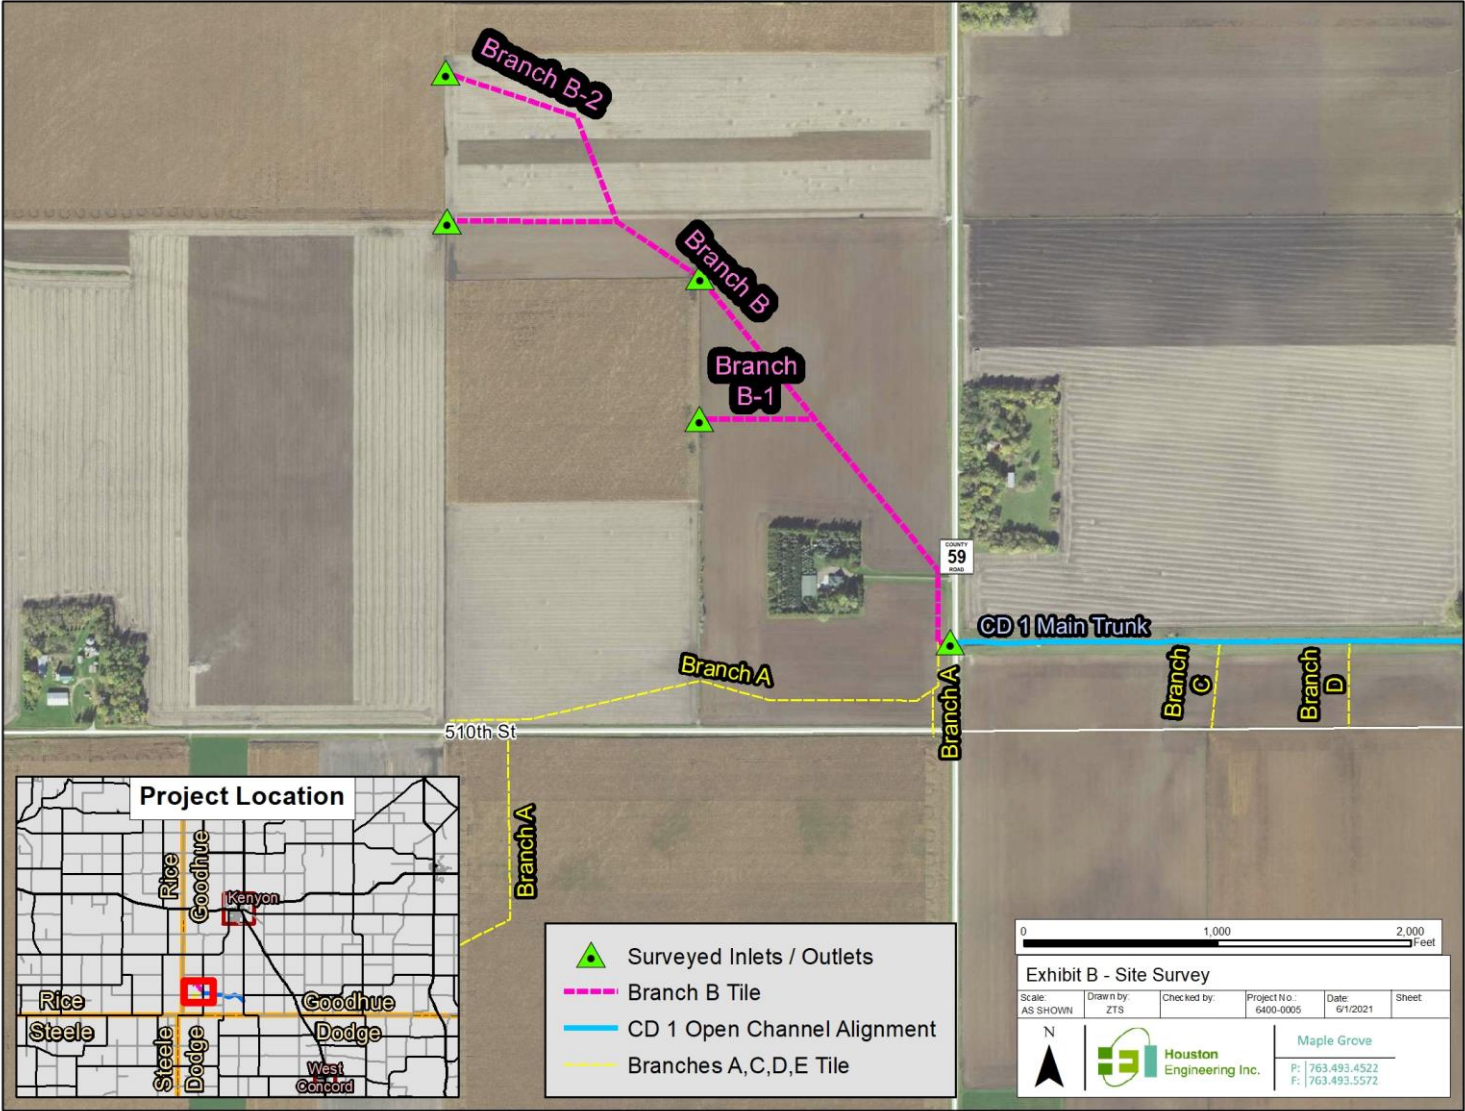 Branch B-2
Branch B
Branch
B-1
COUNTY
59
ROAD
CD 1 Main Trunk
Branch A
Branch A
Branch
C
Branch
D
510th St
Branch A
Project Location
Rice
Goodhue
Kenyon
Rice
Goodhue
Steele
Dodge
Steele
Dodge
West
Concord
Surveyed Inlets / Outlets
Branch B Tile
CD 1 Open Channel Alignment
Branches A,C,D,E Tile
0 1,000 2,000
Feet
Exhibit B - Site Survey
Scale: Drawn by: Checked by: Project No.: Date: Sheet:
AS SHOWN ZTS 6400-0005 6/1/2021
N
Houston
Engineering Inc.
Maple Grove
P: 763.493.4522
F: 763.493.5572